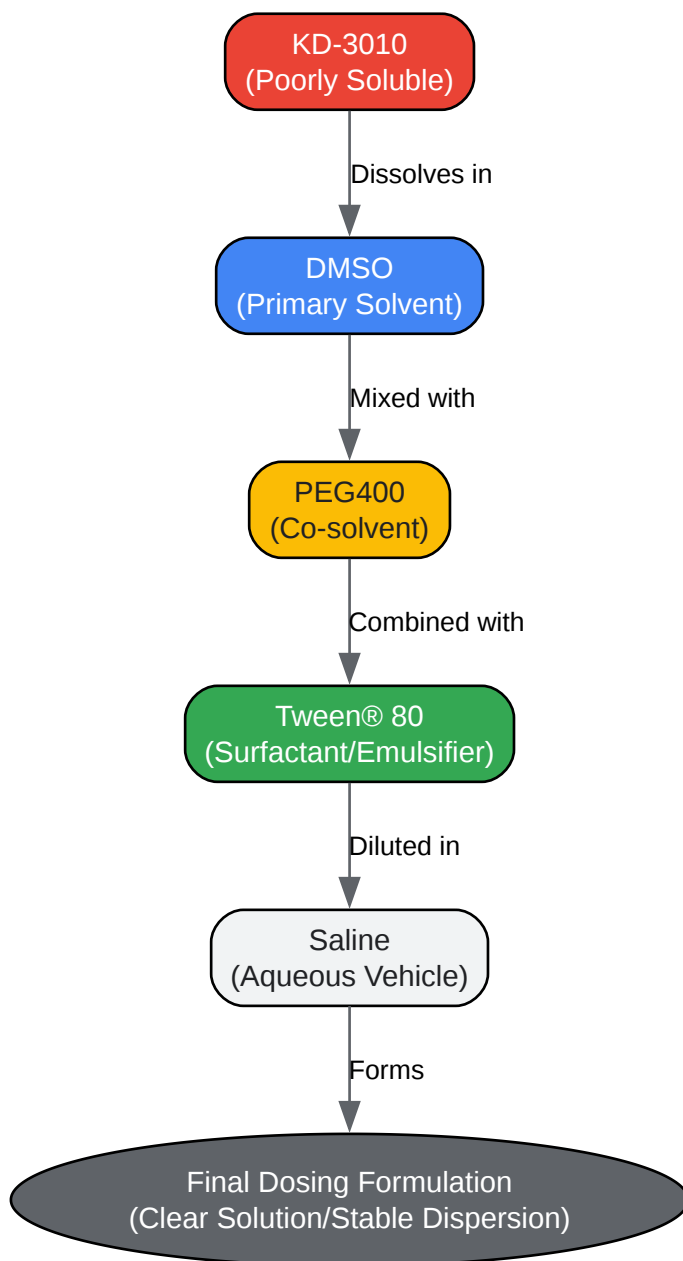 KD-3010
(Poorly Soluble)
Dissolves in
DMSO
(Primary Solvent)
Mixed with
PEG400
(Co-solvent)
Combined with
Tween® 80
(Surfactant/Emulsifier)
Diluted in
Saline
(Aqueous Vehicle)
Forms
Final Dosing Formulation
(Clear Solution/Stable Dispersion)